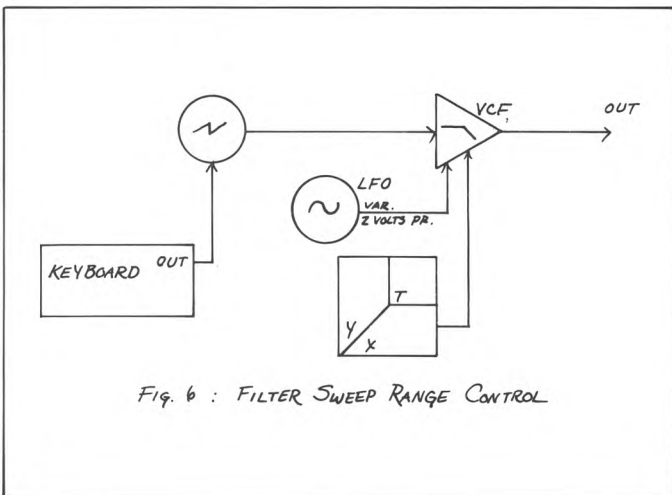 VCF,
OUT
LFO
VAR.
2 VOLTS PR.
KEYBOARD OUT
T
Y
X
FIG. 6 : FILTER SWEEP RANGE CONTROL